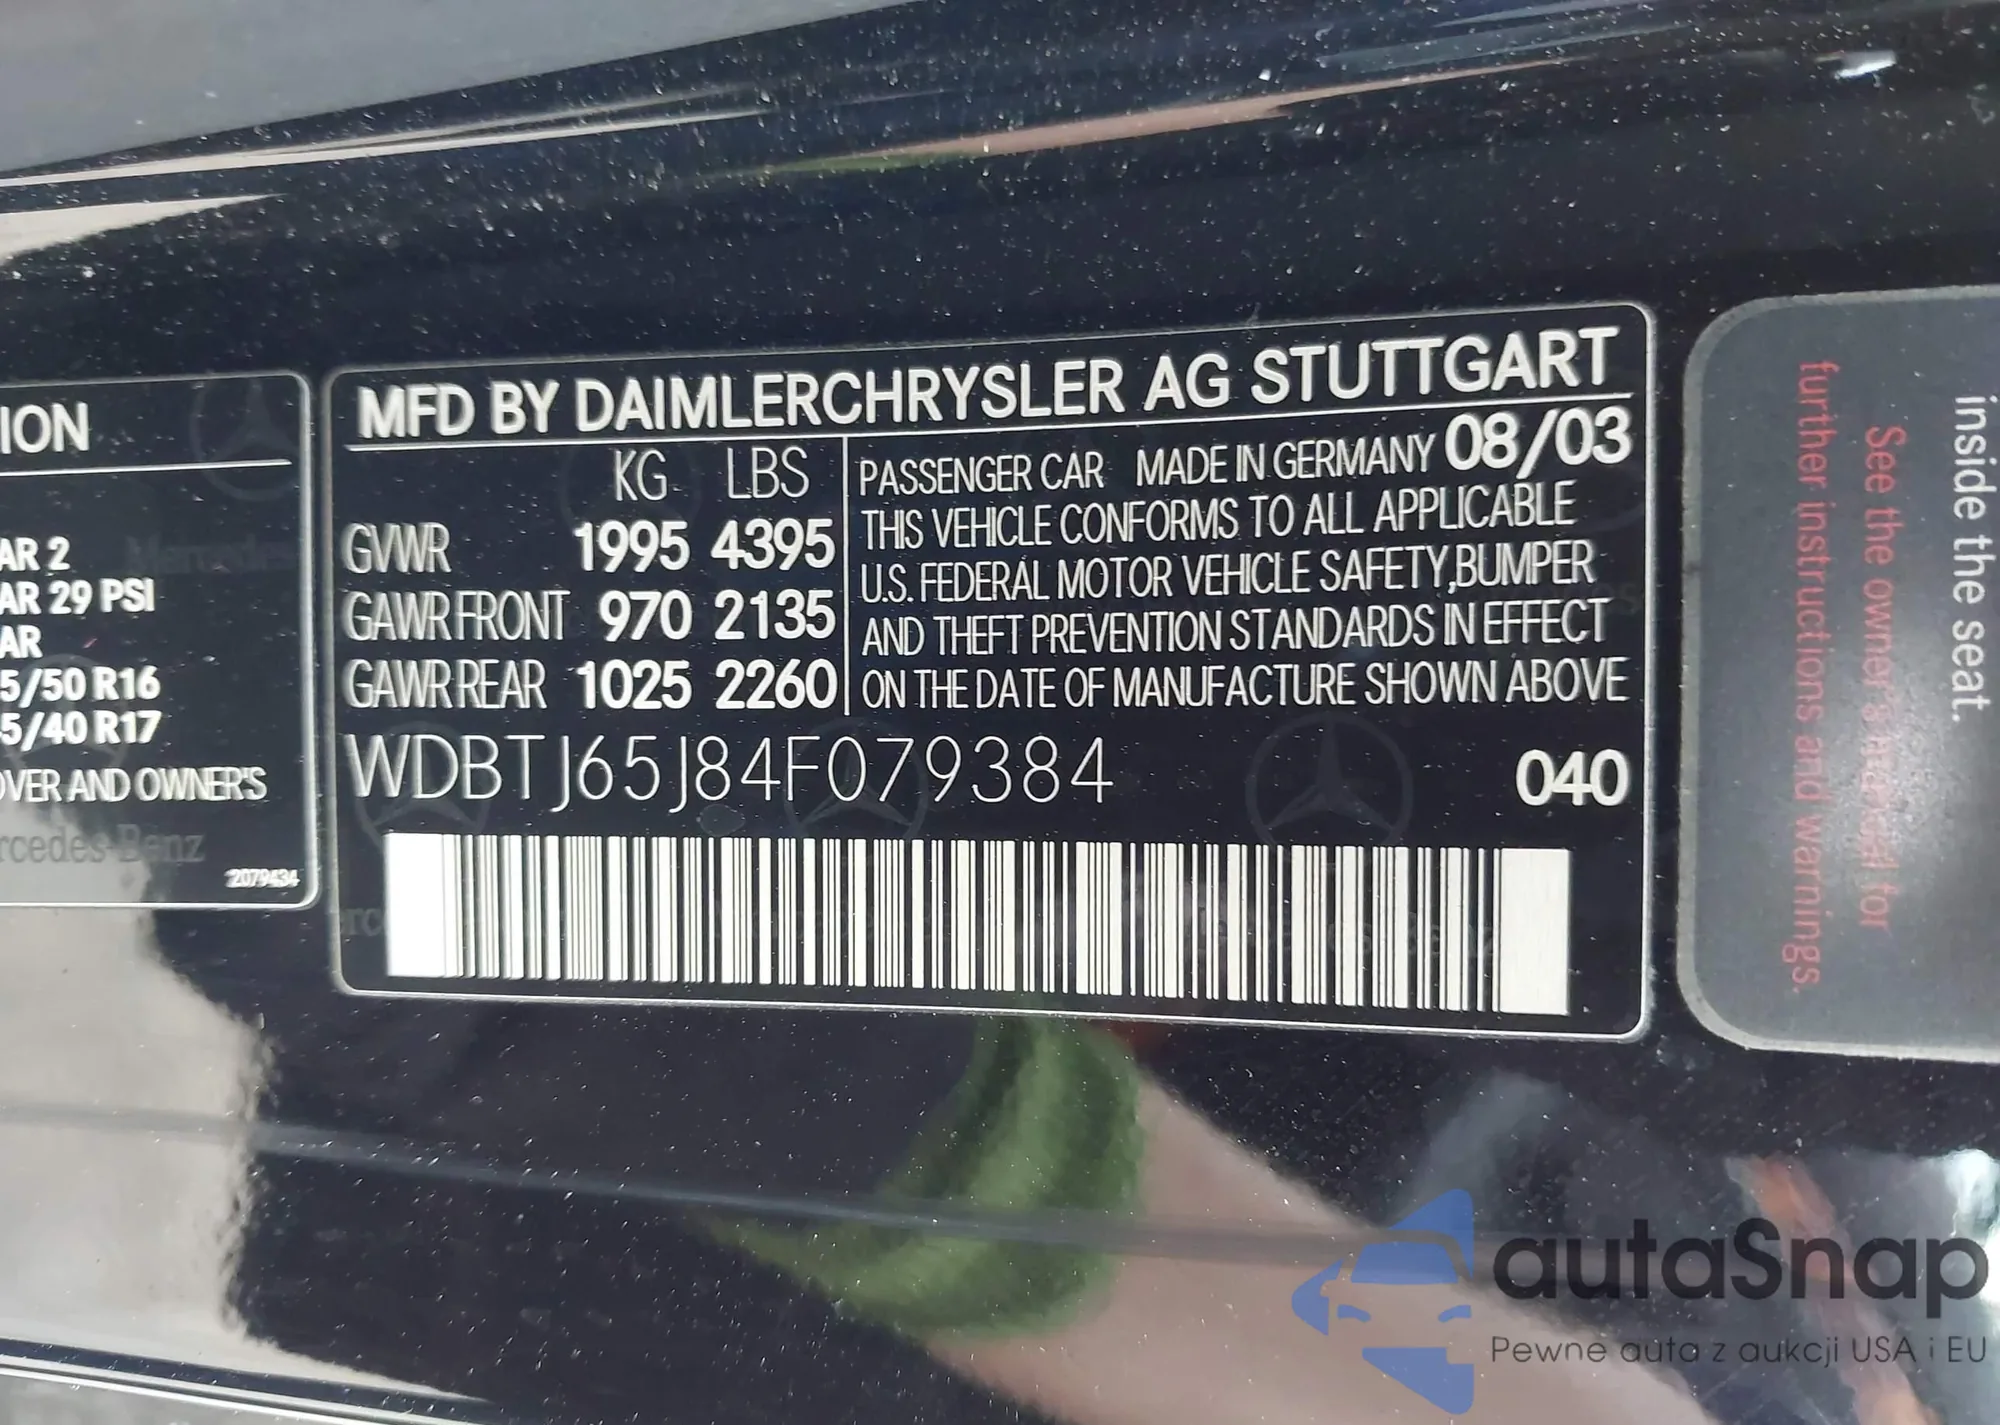 ION
AR 2
AR 29 PSI
AR
5/50 R16
5/40 R17
OVER AND OWNER'S
rcedes-Benz
2079434
MFD BY DAIMLERCHRYSLER AG STUTTGART
KG LBS
GVWR 1995 4395
GAWR FRONT 970 2135
GAWR REAR 1025 2260
PASSENGER CAR MADE IN GERMANY 08/03
THIS VEHICLE CONFORMS TO ALL APPLICABLE
U.S. FEDERAL MOTOR VEHICLE SAFETY,BUMPER
AND THEFT PREVENTION STANDARDS IN EFFECT
ON THE DATE OF MANUFACTURE SHOWN ABOVE
WDBTJ65J84F079384 040
inside the seat.
See the owner's manual for
further instructions and warnings.
autaSnap
Pewne auta z aukcji USA i EU